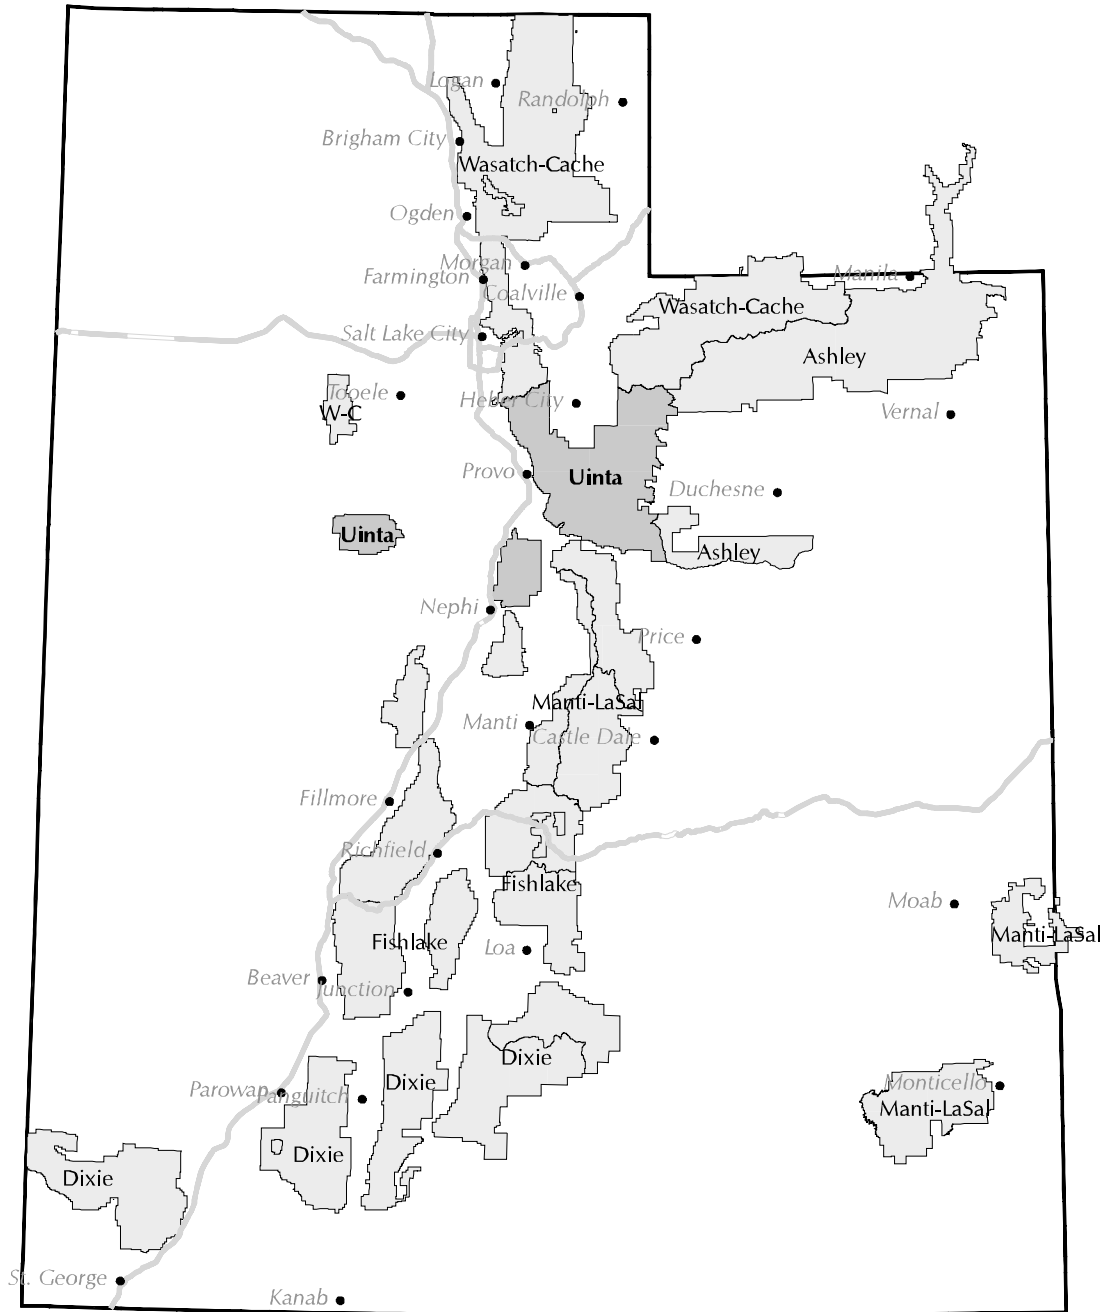 Logan
Randolph
Brigham City
Wasatch-Cache
Ogden
Morgan
Farmington
Manila
Coalville
Wasatch-Cache
Salt Lake City
Ashley
Tooele
Heber City
W-C
Vernal
Provo
Uinta
Duchesne
Uinta
Ashley
Nephi
Price
Manti-LaSal
Manti
Castle Dale
Fillmore
Richfield
Fishlake
Moab
Manti-LaSal
Fishlake
Loa
Beaver
Junction
Dixie
Dixie
Monticello
Parowan
Panguitch
Manti-LaSal
Dixie
Dixie
St. George
Kanab